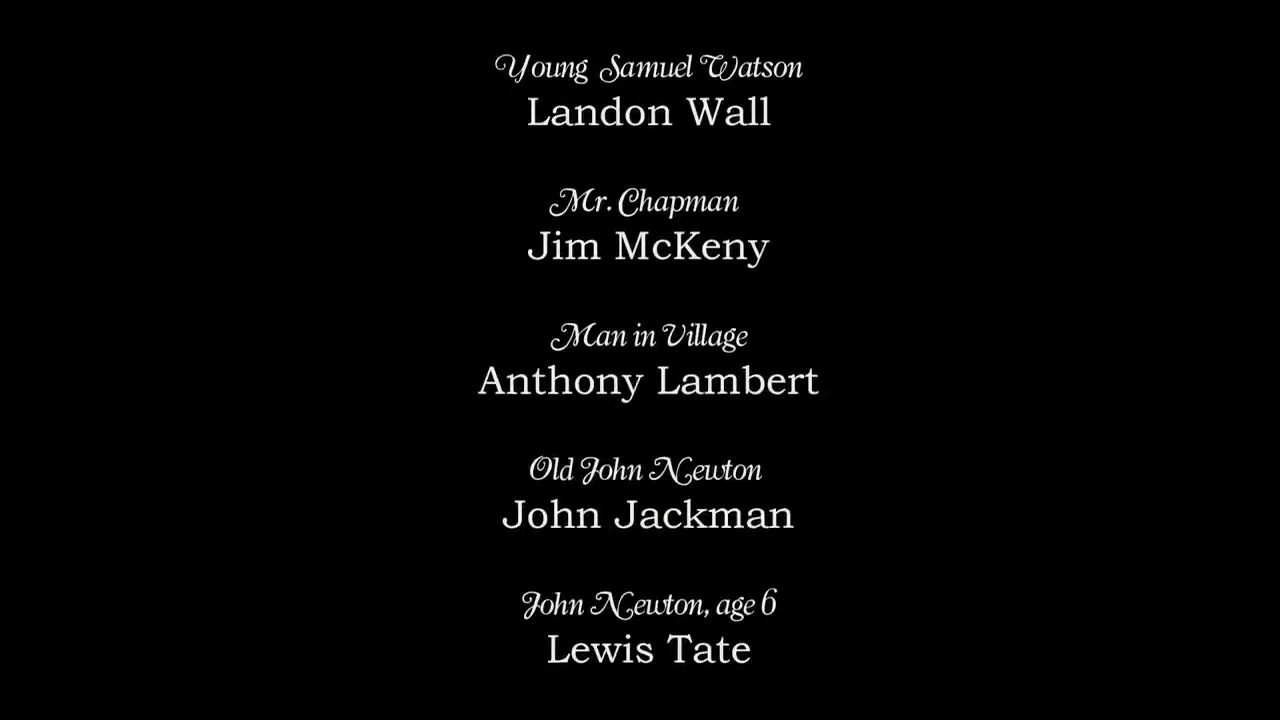 Young Samuel Watson
Landon Wall
Mr. Chapman
Jim McKeny
Man in Village
Anthony Lambert
Old John Newton
John Jackman
John Newton, age 6
Lewis Tate